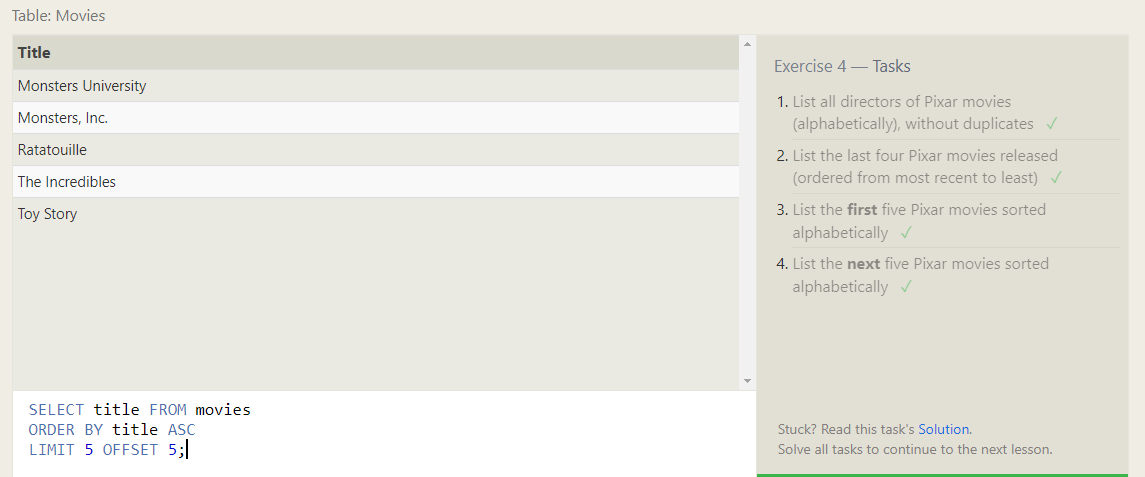 Table: Movies
Title
Monsters University
Monsters, Inc.
Ratatouille
The Incredibles
Toy Story
SELECT title FROM movies
ORDER BY title ASC
LIMIT 5 OFFSET 5;
Exercise 4 — Tasks
1. List all directors of Pixar movies
(alphabetically), without duplicates ✓
2. List the last four Pixar movies released
(ordered from most recent to least) ✓
3. List the first five Pixar movies sorted
alphabetically ✓
4. List the next five Pixar movies sorted
alphabetically ✓
Stuck? Read this task's Solution.
Solve all tasks to continue to the next lesson.